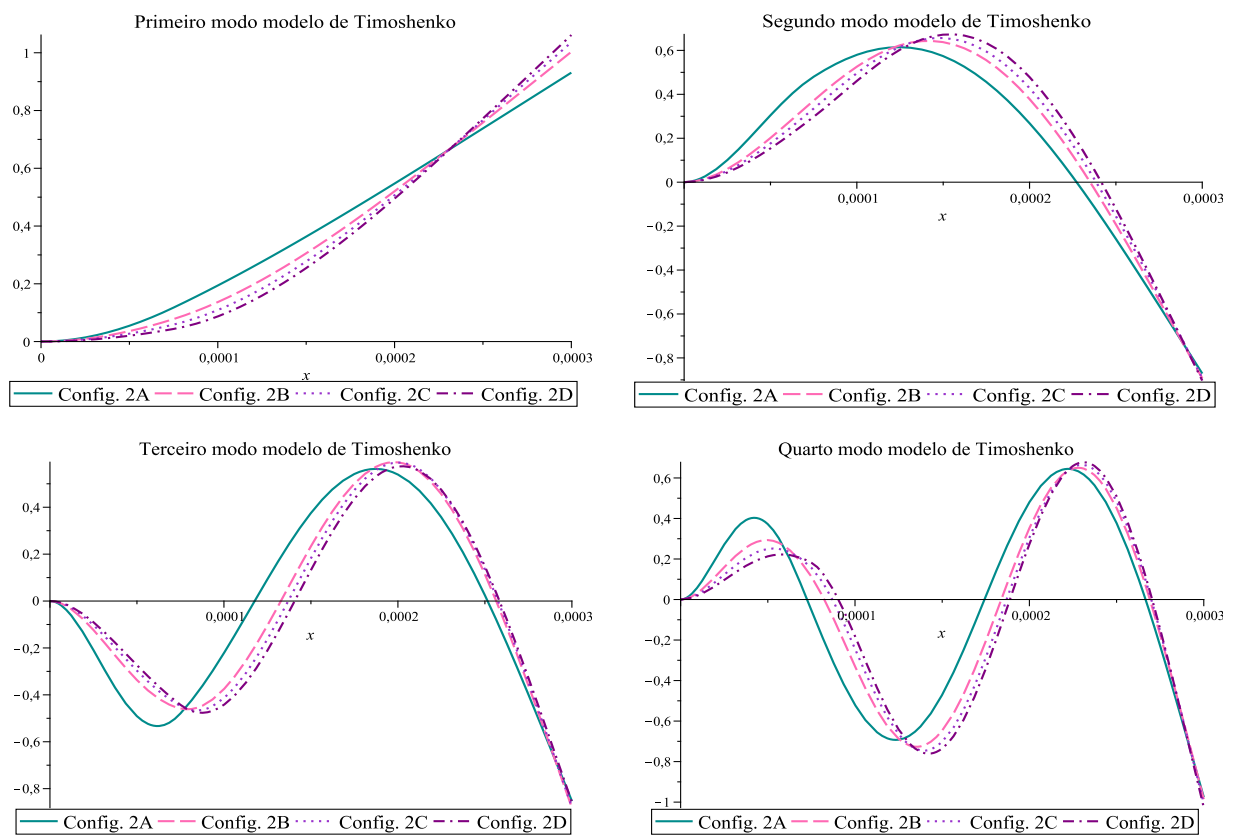 Primeiro modo modelo de Timoshenko
1
0,8
0,6
0,4
0,2
0
0 0,0001 0,0002 0,0003
x
Config. 2A Config. 2B Config. 2C Config. 2D
Segundo modo modelo de Timoshenko
0,6
0,4
0,2
0
0,0001 0,0002 0,0003
x
−0,2
−0,4
−0,6
−0,8
Config. 2A Config. 2B Config. 2C Config. 2D
Terceiro modo modelo de Timoshenko
0,4
0,2
0
0,0001 0,0002 0,0003
x
−0,2
−0,4
−0,6
−0,8
Config. 2A Config. 2B Config. 2C Config. 2D
Quarto modo modelo de Timoshenko
0,6
0,4
0,2
0
0,0001 0,0002 0,0003
x
−0,2
−0,4
−0,6
−0,8
−1
Config. 2A Config. 2B Config. 2C Config. 2D